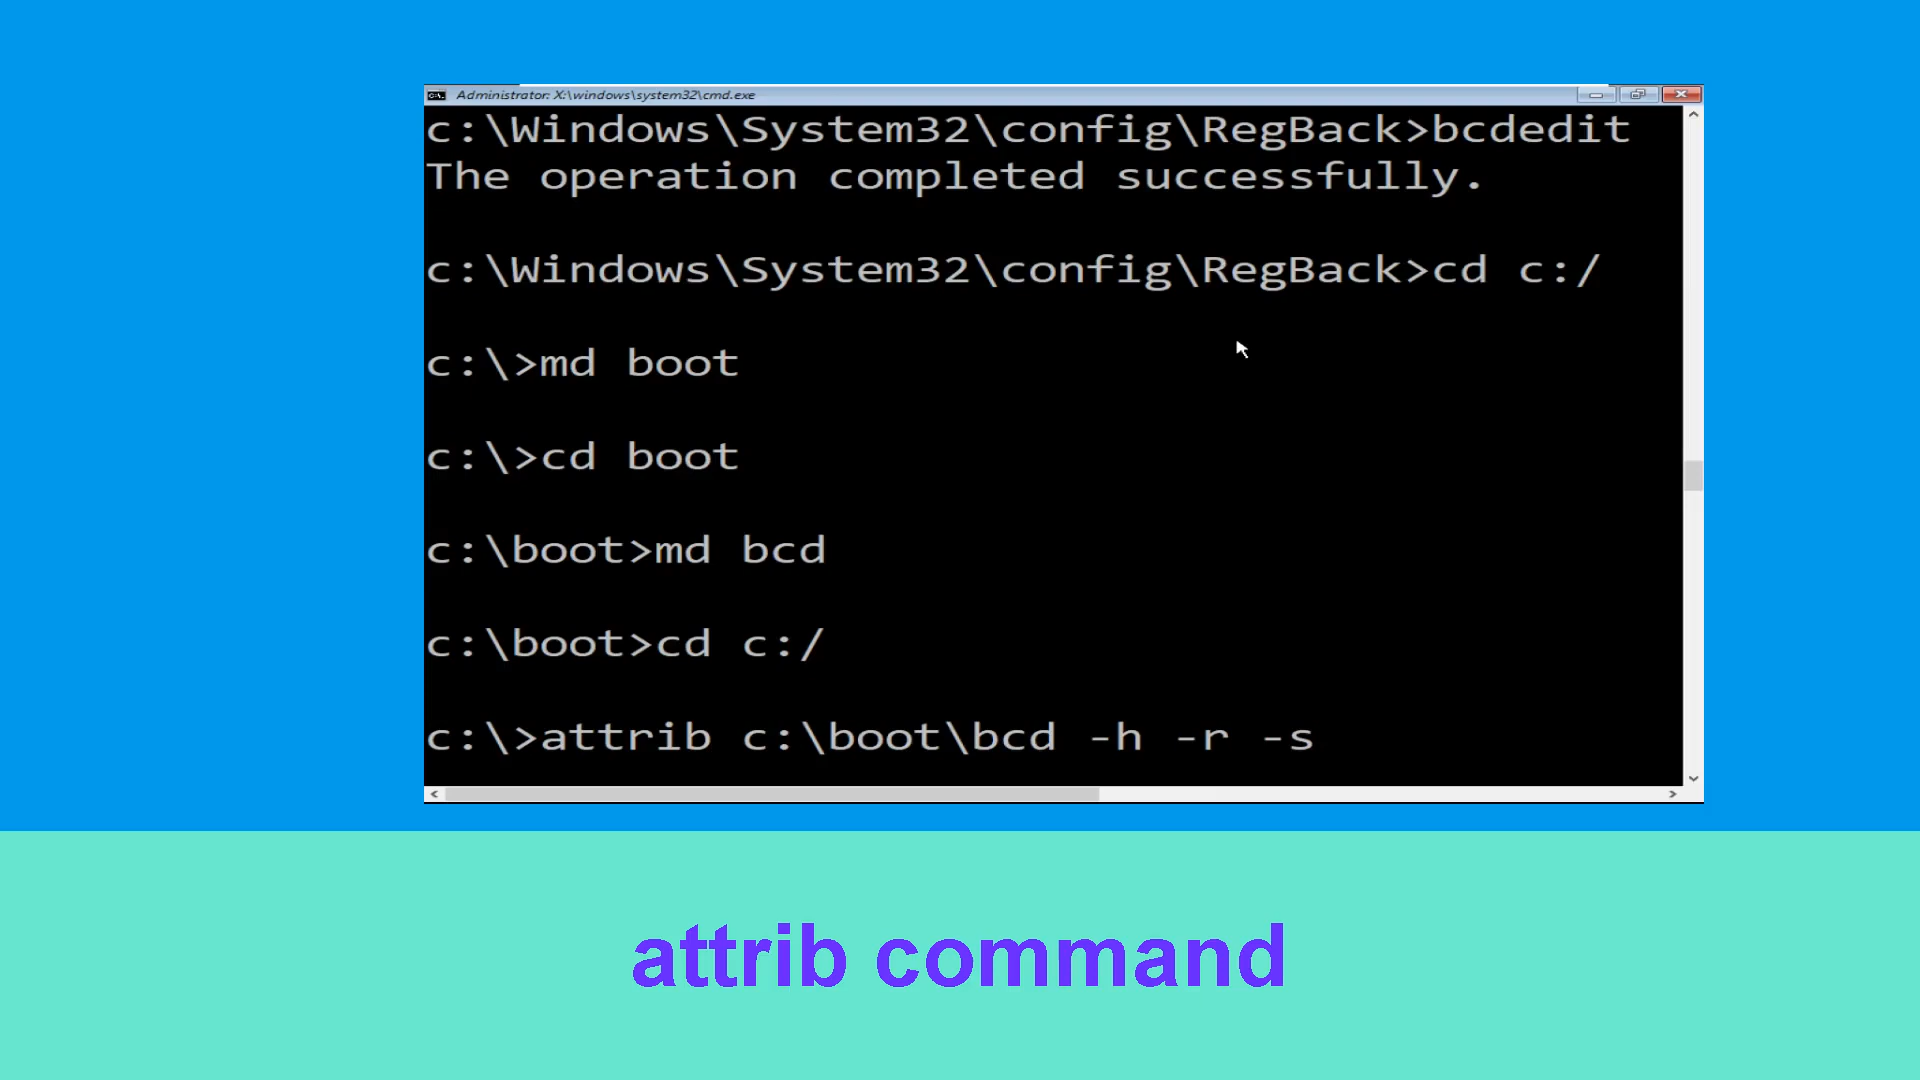 Administrator: X:\windows\system32\cmd.exe
c:\Windows\System32\config\RegBack>bcdedit
The operation completed successfully.
c:\Windows\System32\config\RegBack>cd c:/
c:\>md boot
c:\>cd boot
c:\boot>md bcd
c:\boot>cd c:/
c:\>attrib c:\boot\bcd -h -r -s
attrib command